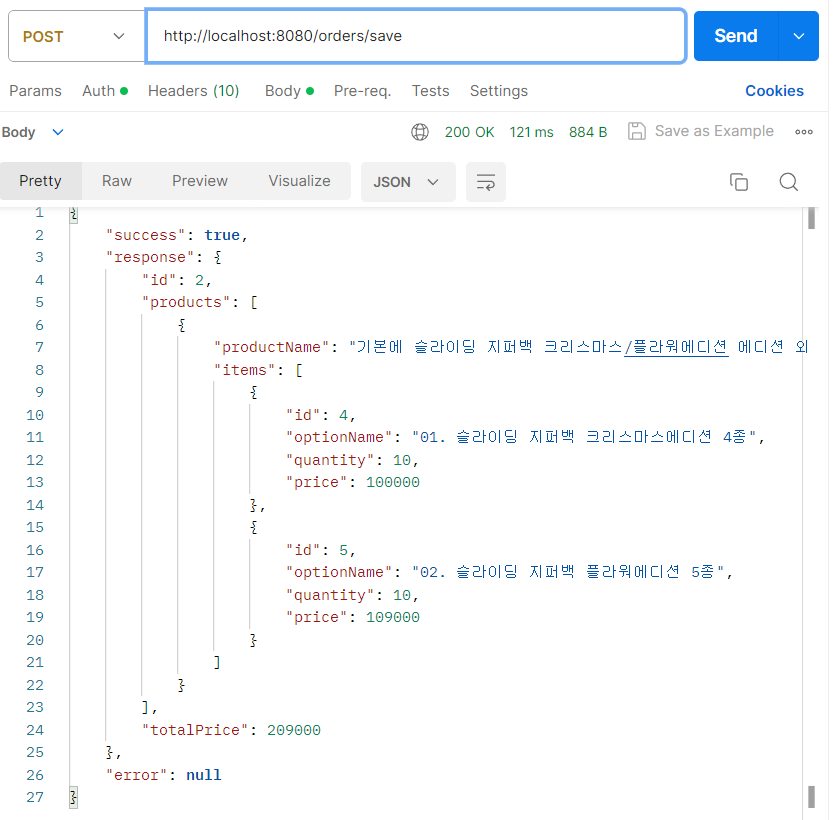 POST http://localhost:8080/orders/save Send
Params Auth Headers (10) Body Pre-req. Tests Settings Cookies
Body 200 OK 121 ms 884 B Save as Example
Pretty Raw Preview Visualize JSON
1 {
2 "success": true,
3 "response": {
4 "id": 2,
5 "products": [
6 {
7 "productName": "기본에 슬라이딩 지퍼백 크리스마스/플라워에디션 에디션 외
8 "items": [
9 {
10 "id": 4,
11 "optionName": "01. 슬라이딩 지퍼백 크리스마스에디션 4종",
12 "quantity": 10,
13 "price": 100000
14 },
15 {
16 "id": 5,
17 "optionName": "02. 슬라이딩 지퍼백 플라워에디션 5종",
18 "quantity": 10,
19 "price": 109000
20 }
21 ]
22 }
23 ],
24 "totalPrice": 209000
25 },
26 "error": null
27 }